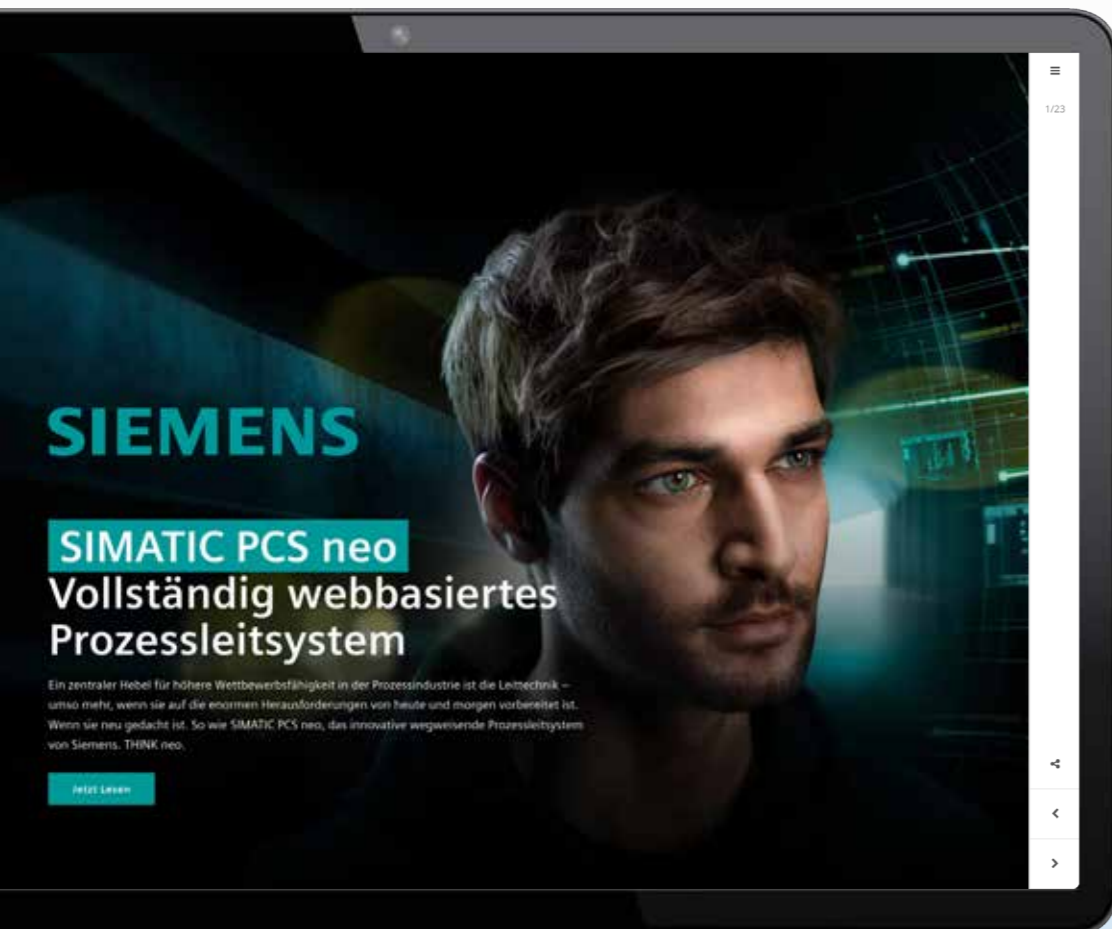 1/23
SIEMENS
SIMATIC PCS neo
Vollständig webbasiertes
Prozessleitsystem
Ein zentraler Hebel für höhere Wettbewerbsfähigkeit in der Prozessindustrie ist die Leittechnik –
umso mehr, wenn sie auf die enormen Herausforderungen von heute und morgen vorbereitet ist.
Wenn sie neu gedacht ist. So wie SIMATIC PCS neo, das innovative wegweisende Prozessleitsystem
von Siemens. THINK neo.
Jetzt Lesen